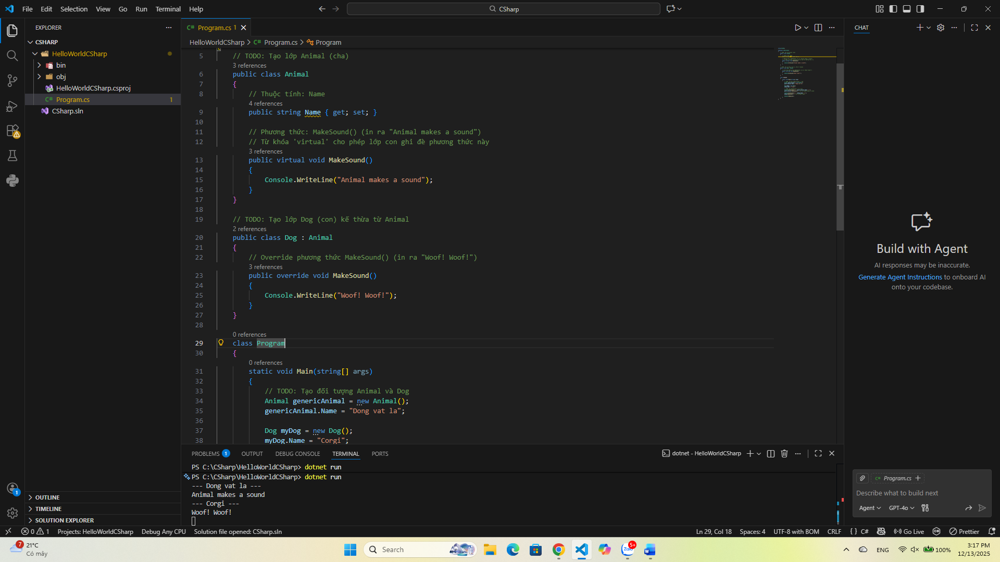 File Edit Selection View Go Run Terminal Help
CSharp
EXPLORER
CSHARP
HelloWorldCSharp
bin
obj
HelloWorldCSharp.csproj
C# Program.cs 1
CSharp.sln
OUTLINE
TIMELINE
SOLUTION EXPLORER
C# Program.cs 1
HelloWorldCSharp > C# Program.cs > Program
5 // TODO: Tạo lớp Animal (cha)
3 references
6 public class Animal
7 {
8 // Thuộc tính: Name
4 references
9 public string Name { get; set; }
10
11 // Phương thức: MakeSound() (in ra "Animal makes a sound")
12 // Từ khóa 'virtual' cho phép lớp con ghi đè phương thức này
3 references
13 public virtual void MakeSound()
14 {
15 Console.WriteLine("Animal makes a sound");
16 }
17 }
18
19 // TODO: Tạo lớp Dog (con) kế thừa từ Animal
2 references
20 public class Dog : Animal
21 {
22 // Override phương thức MakeSound() (in ra "Woof! Woof!")
3 references
23 public override void MakeSound()
24 {
25 Console.WriteLine("Woof! Woof!");
26 }
27 }
28
0 references
29 class Program
30 {
0 references
31 static void Main(string[] args)
32 {
33 // TODO: Tạo đối tượng Animal và Dog
34 Animal genericAnimal = new Animal();
35 genericAnimal.Name = "Dong vat la";
36
37 Dog myDog = new Dog();
38 myDog.Name = "Corgi";
PROBLEMS 1 OUTPUT DEBUG CONSOLE TERMINAL PORTS
dotnet - HelloWorldCSharp
PS C:\CSharp\HelloWorldCSharp> dotnet run
PS C:\CSharp\HelloWorldCSharp> dotnet run
--- Dong vat la ---
Animal makes a sound
--- Corgi ---
Woof! Woof!
CHAT
Build with Agent
AI responses may be inaccurate.
Generate Agent Instructions to onboard AI
onto your codebase.
C# Program.cs
Describe what to build next
Agent GPT-4o
1
0 1 Projects: HelloWorldCSharp Debug Any CPU Solution file opened: CSharp.sln
Ln 29, Col 18 Spaces: 4 UTF-8 with BOM CRLF { } C# Go Live Prettier
7
21°C
Có mây
Search
Zalo
5+
W
ENG
100%
3:17 PM
12/13/2025